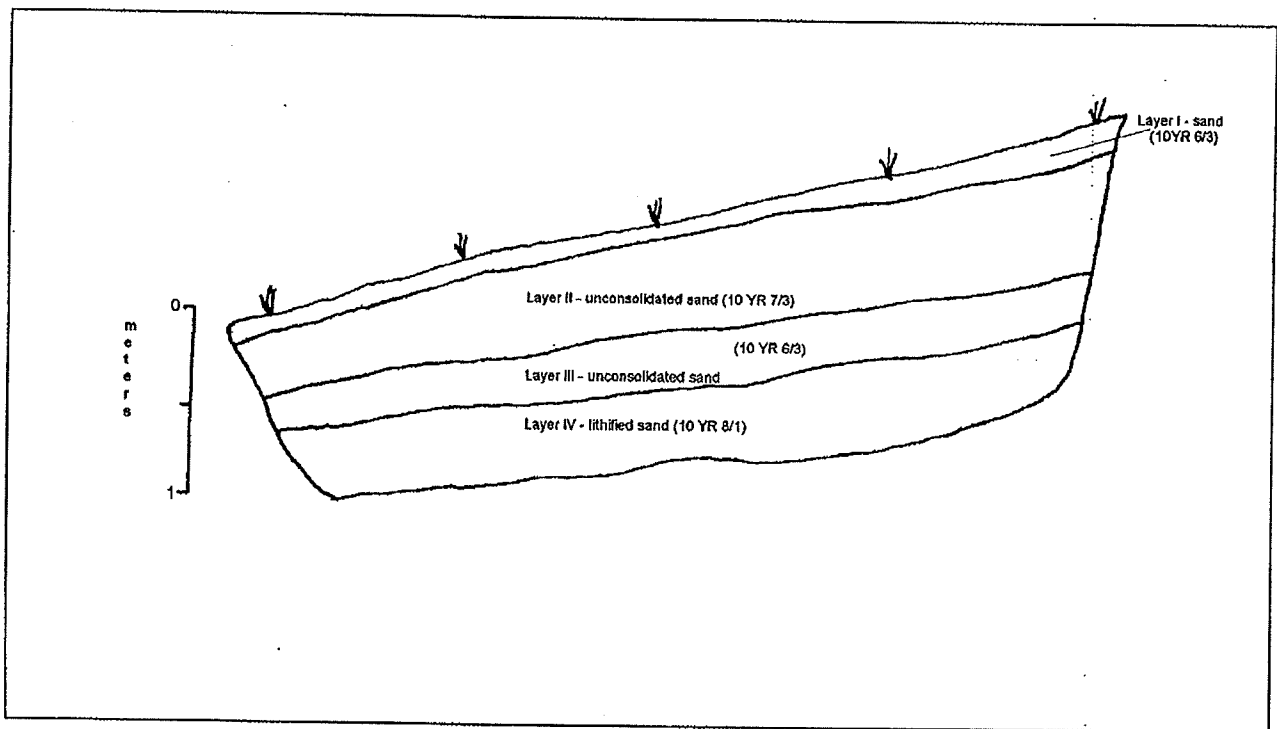 Layer I - sand
(10YR 6/3)
0
Layer II - unconsolidated sand (10 YR 7/3)
meters
(10 YR 6/3)
Layer III - unconsolidated sand
Layer IV - lithified sand (10 YR 8/1)
1